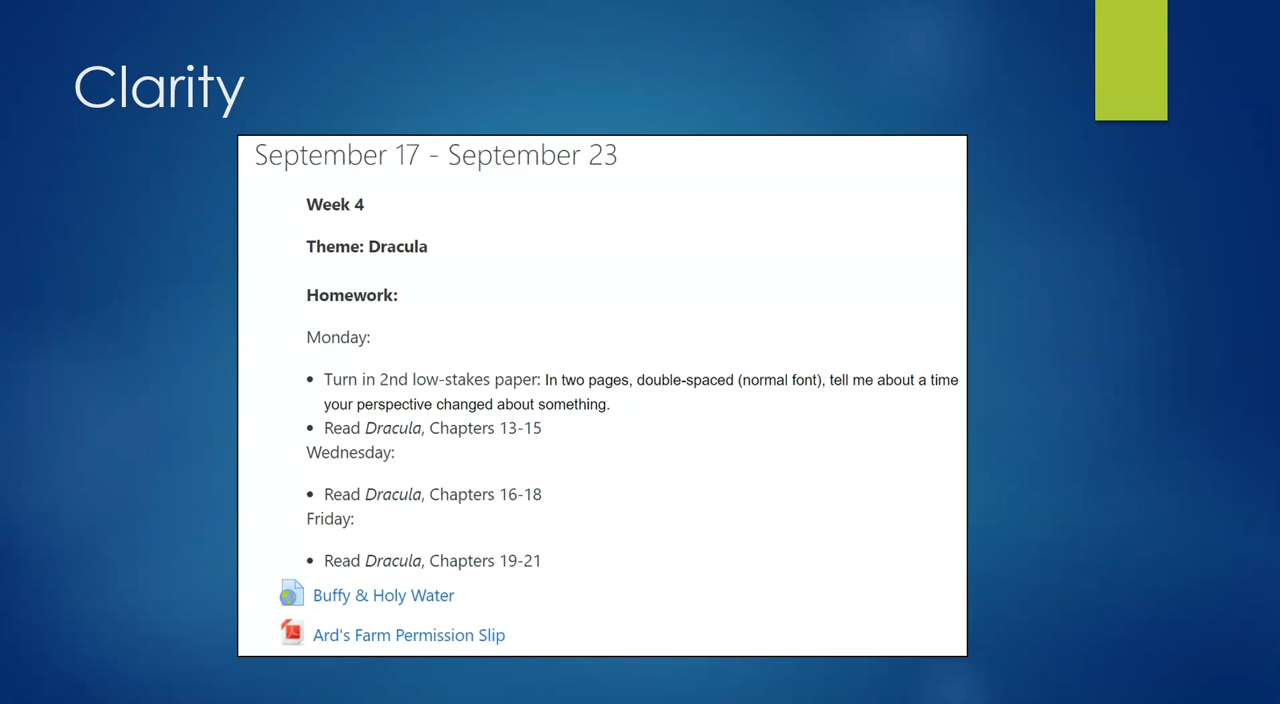 Clarity
September 17 - September 23
Week 4
Theme: Dracula
Homework:
Monday:
• Turn in 2nd low-stakes paper: In two pages, double-spaced (normal font), tell me about a time
your perspective changed about something.
• Read Dracula, Chapters 13-15
Wednesday:
• Read Dracula, Chapters 16-18
Friday:
• Read Dracula, Chapters 19-21
Buffy & Holy Water
Ard's Farm Permission Slip